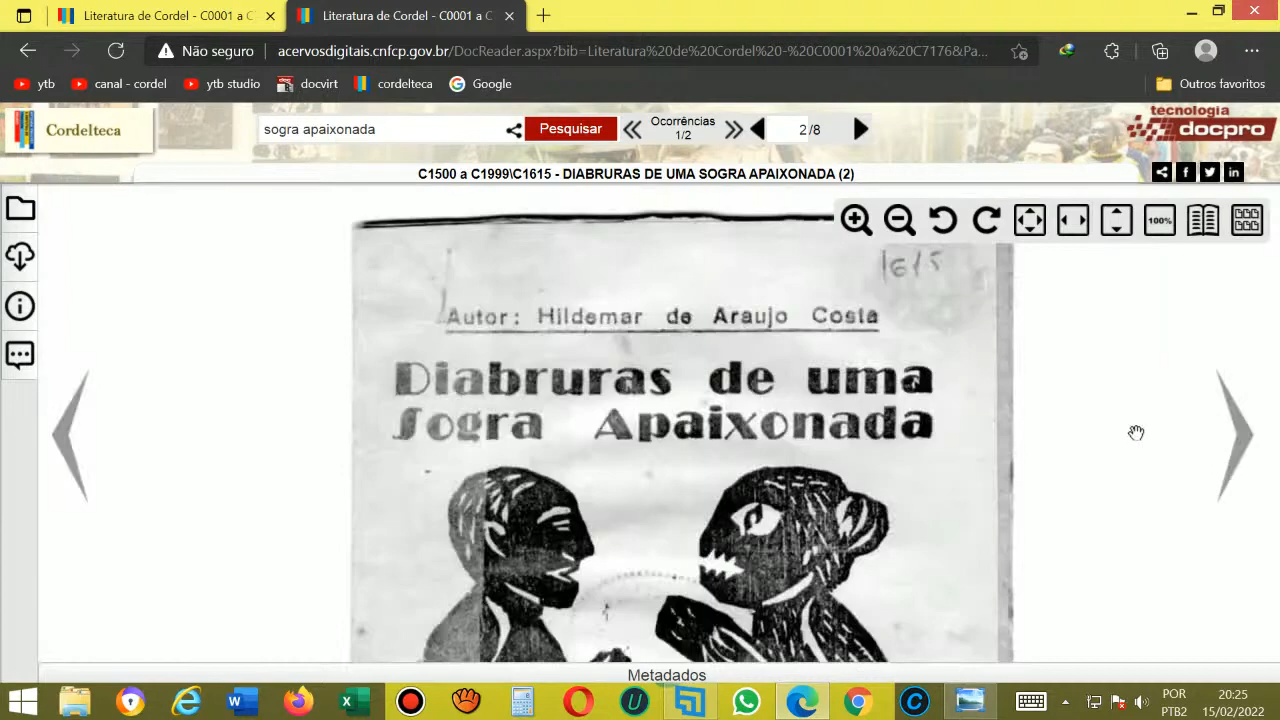 Literatura de Cordel - C0001 a C
Literatura de Cordel - C0001 a C
Não seguro
acervosdigitais.cnfcp.gov.br/DocReader.aspx?bib=Literatura%20de%20Cordel%20-%20C0001%20a%20C7176&Pa...
ytb
canal - cordel
ytb studio
docvirt
cordelteca
Google
Outros favoritos
Cordelteca
sogra apaixonada
Pesquisar
Ocorrências
1/2
2/8
tecnologia
docpro
C1500 a C1999\C1615 - DIABRURAS DE UMA SOGRA APAIXONADA (2)
100%
1615
Autor: Hildemar de Araujo Costa
Diabruras de uma
Sogra Apaixonada
Metadados
POR
PTB2
20:25
15/02/2022